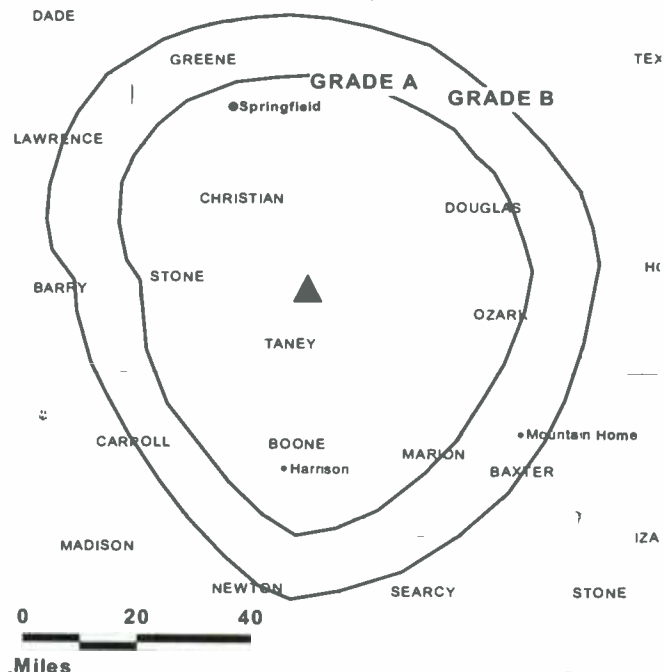 DADE
GREENE
TEX
GRADE A
GRADE B
Springfield
LAWRENCE
CHRISTIAN
DOUGLAS
HO
STONE
BARRY
OZARK
TANEY
Mountain Home
CARROLL
BOONE
MARION
Harrison
BAXTER
IZA
MADISON
NEWTON
SEARCY
STONE
0 20 40
Miles